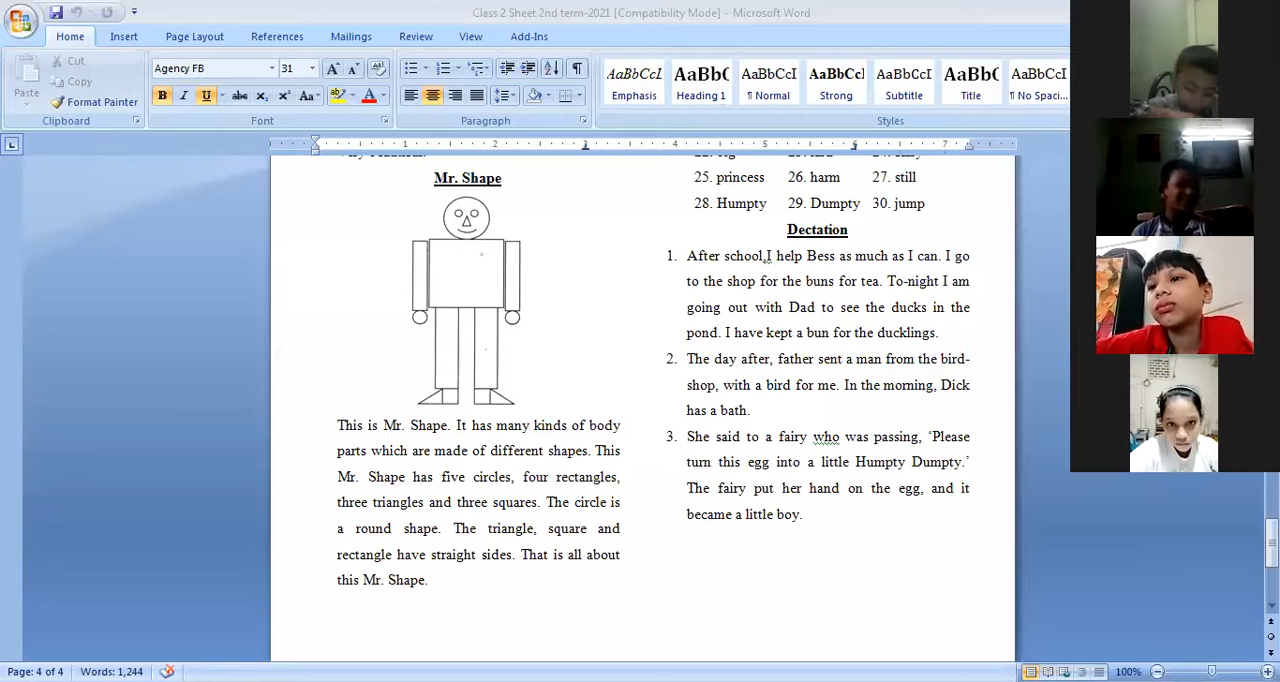 Class 2 Sheet 2nd term-2021 [Compatibility Mode] - Microsoft Word
Home Insert Page Layout References Mailings Review View Add-Ins
Paste
Cut
Copy
Format Painter
Clipboard
Agency FB 31
Font
Paragraph
AaBbCcI AaBbC AaBbCcI AaBbCcI AaBbCcI AaBbC AaBbCcI
Emphasis Heading 1 ¶ Normal Strong Subtitle Title ¶ No Spaci...
Styles
1 2 3 4 5 6 7
Mr. Shape
This is Mr. Shape. It has many kinds of body
parts which are made of different shapes. This
Mr. Shape has five circles, four rectangles,
three triangles and three squares. The circle is
a round shape. The triangle, square and
rectangle have straight sides. That is all about
this Mr. Shape.
25. princess 26. harm 27. still
28. Humpty 29. Dumpty 30. jump
Dectation
1. After school,I help Bess as much as I can. I go
to the shop for the buns for tea. To-night I am
going out with Dad to see the ducks in the
pond. I have kept a bun for the ducklings.
2. The day after, father sent a man from the bird-
shop, with a bird for me. In the morning, Dick
has a bath.
3. She said to a fairy who was passing, ‘Please
turn this egg into a little Humpty Dumpty.’
The fairy put her hand on the egg, and it
became a little boy.
Page: 4 of 4 Words: 1,244 100%